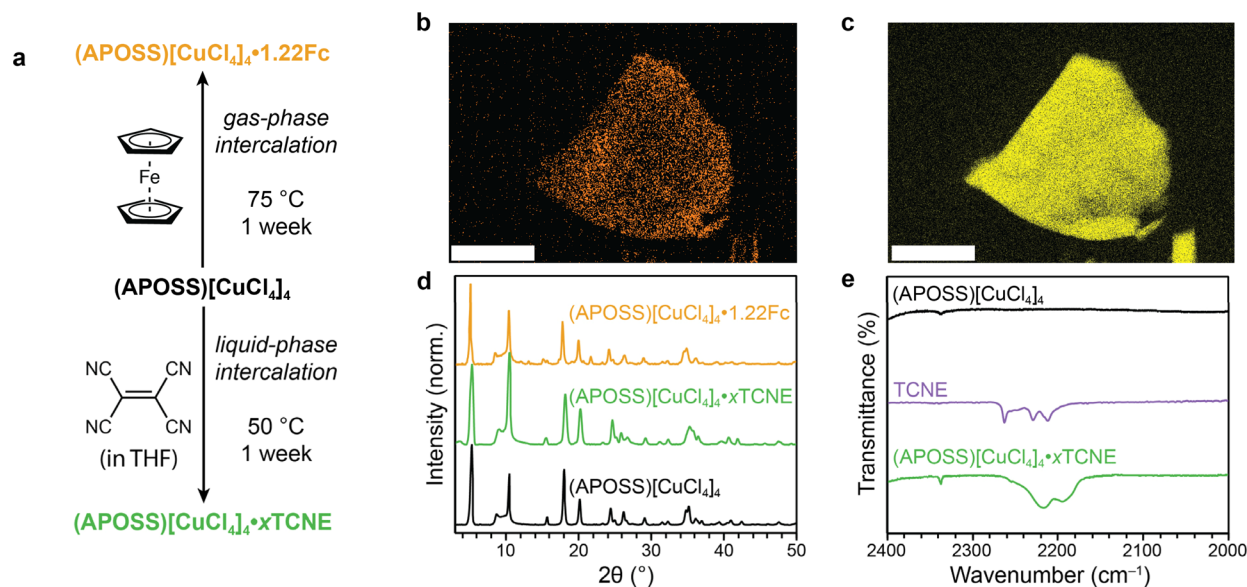 a
(APOSS)[CuCl₄]₄•1.22Fc
Fe
gas-phase
intercalation
75 °C
1 week
(APOSS)[CuCl₄]₄
NC
CN
NC
CN
(in THF)
liquid-phase
intercalation
50 °C
1 week
(APOSS)[CuCl₄]₄•xTCNE
b
c
d
Intensity (norm.)
(APOSS)[CuCl₄]₄•1.22Fc
(APOSS)[CuCl₄]₄•xTCNE
(APOSS)[CuCl₄]₄
10 20 30 40 50
2θ (°)
e
Transmittance (%)
(APOSS)[CuCl₄]₄
TCNE
(APOSS)[CuCl₄]₄•xTCNE
2400 2300 2200 2100 2000
Wavenumber (cm⁻¹)